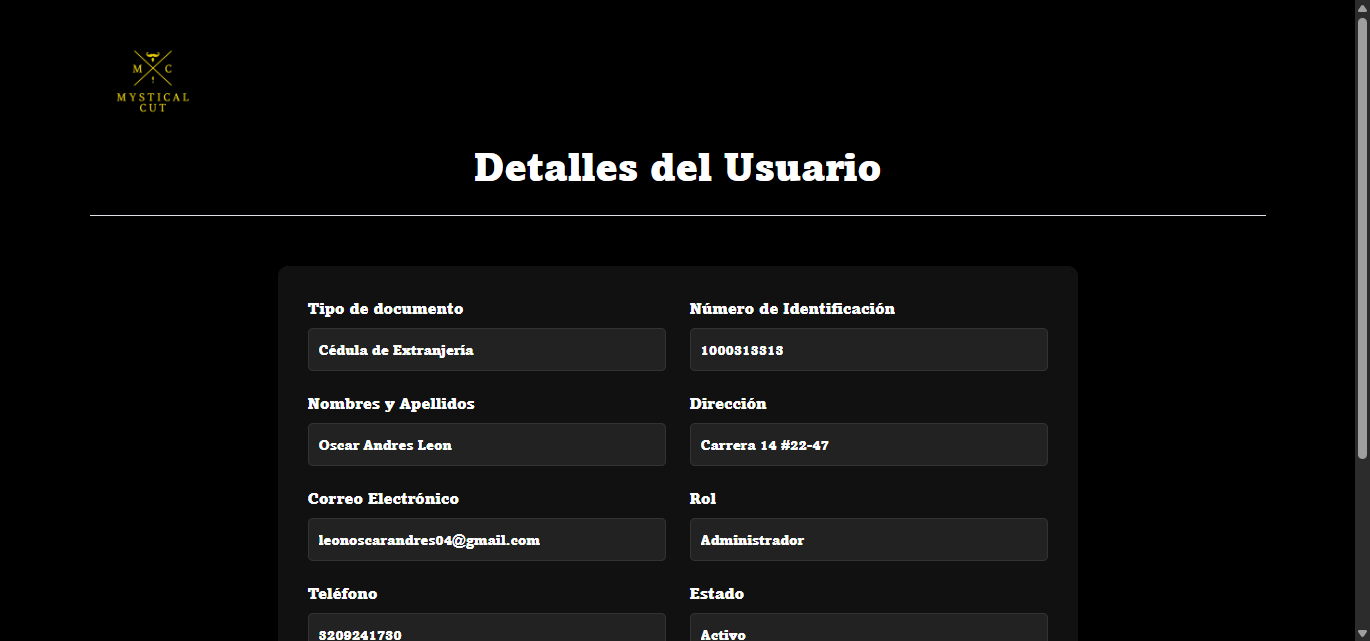 M C
MYSTICAL
CUT
Detalles del Usuario
Tipo de documento
Número de Identificación
Cédula de Extranjería
1000313313
Nombres y Apellidos
Dirección
Oscar Andres Leon
Carrera 14 #22-47
Correo Electrónico
Rol
leonoscarandres04@gmail.com
Administrador
Teléfono
Estado
3209241730
Activo